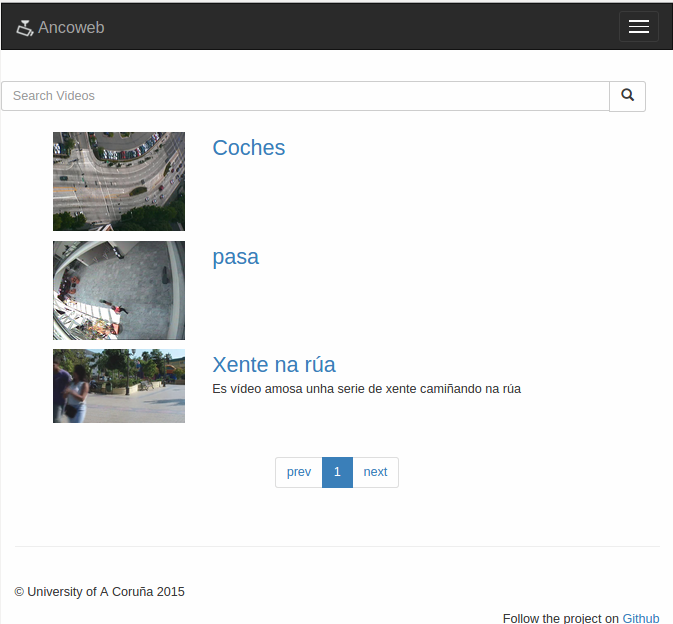 Ancoweb
Search Videos
Coches
pasa
Xente na rúa
Es vídeo amosa unha serie de xente camiñando na rúa
prev 1 next
© University of A Coruña 2015
Follow the project on Github